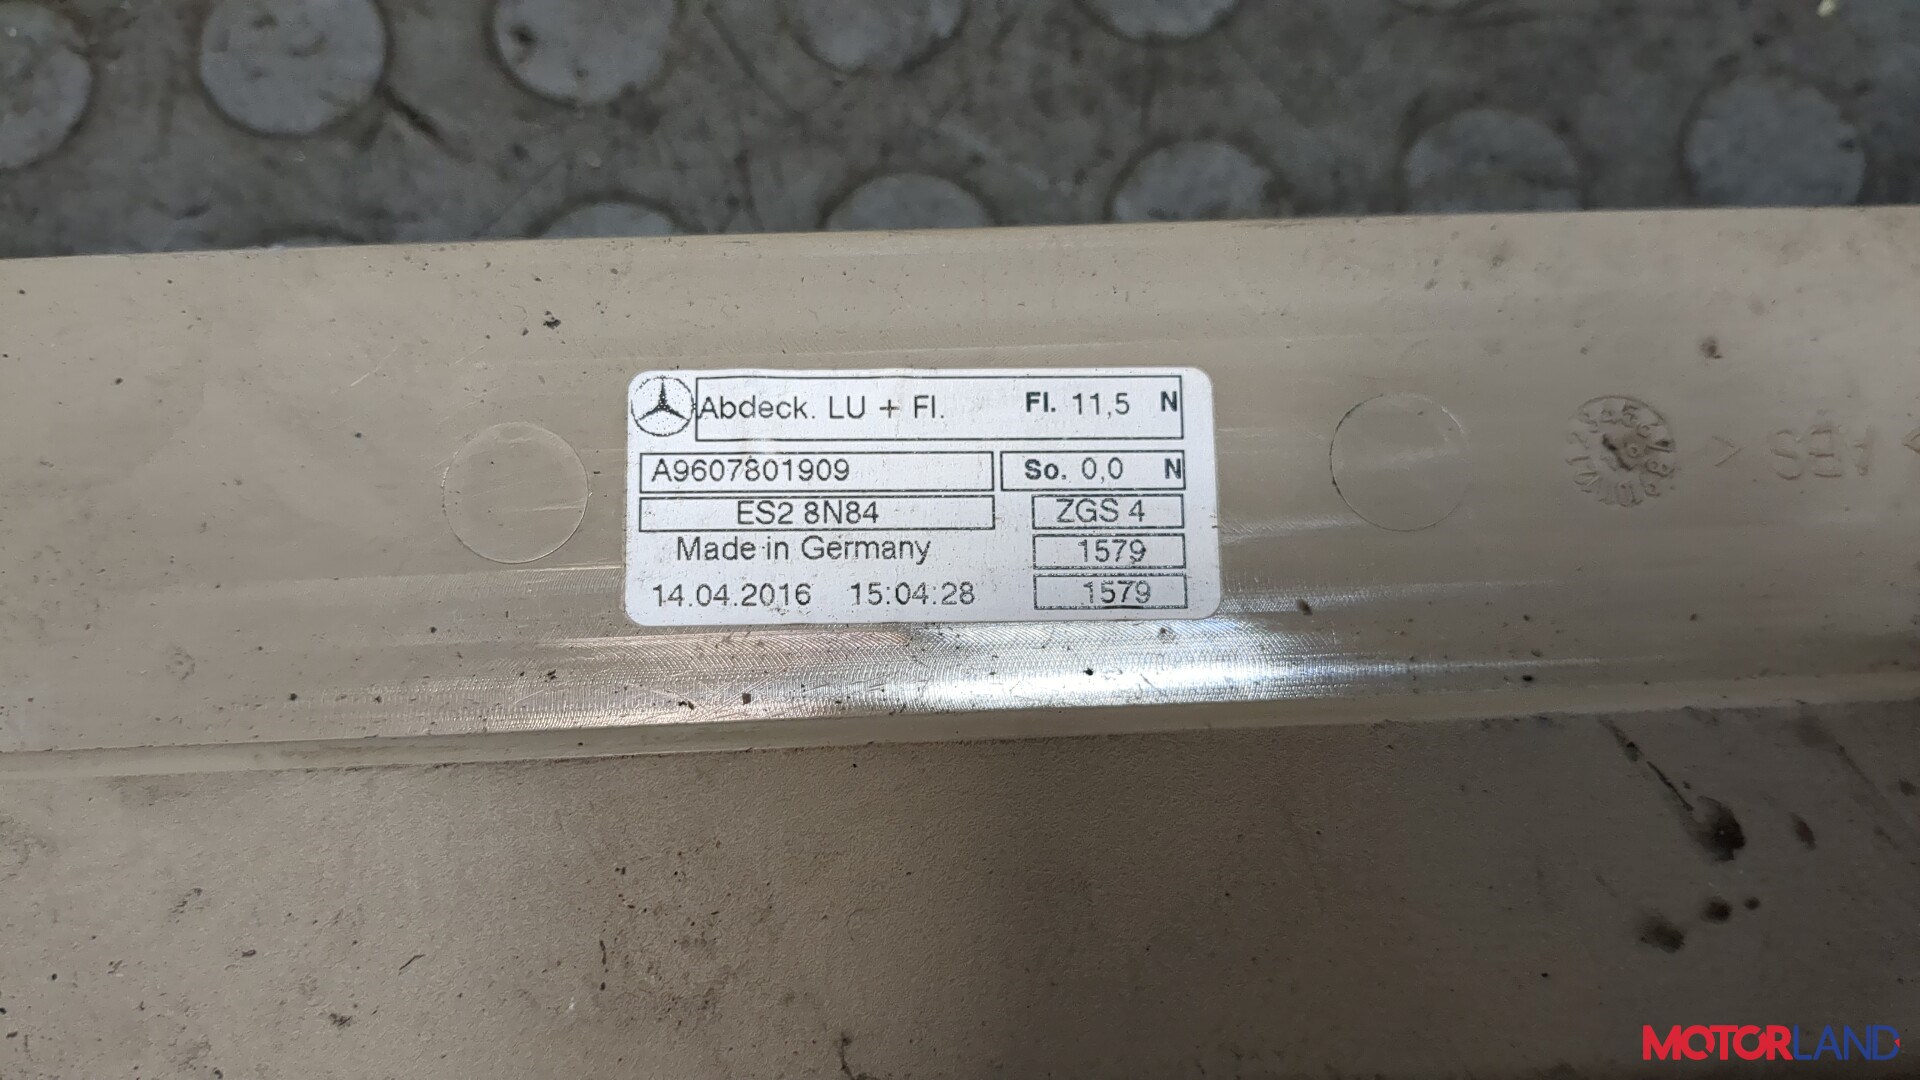 Abdeck. LU + Fl. Fl. 11,5 N
A9607801909 So. 0,0 N
ES2 8N84 ZGS 4
Made in Germany 1579
14.04.2016 15:04:28 1579
>ABS<
MOTORLAND